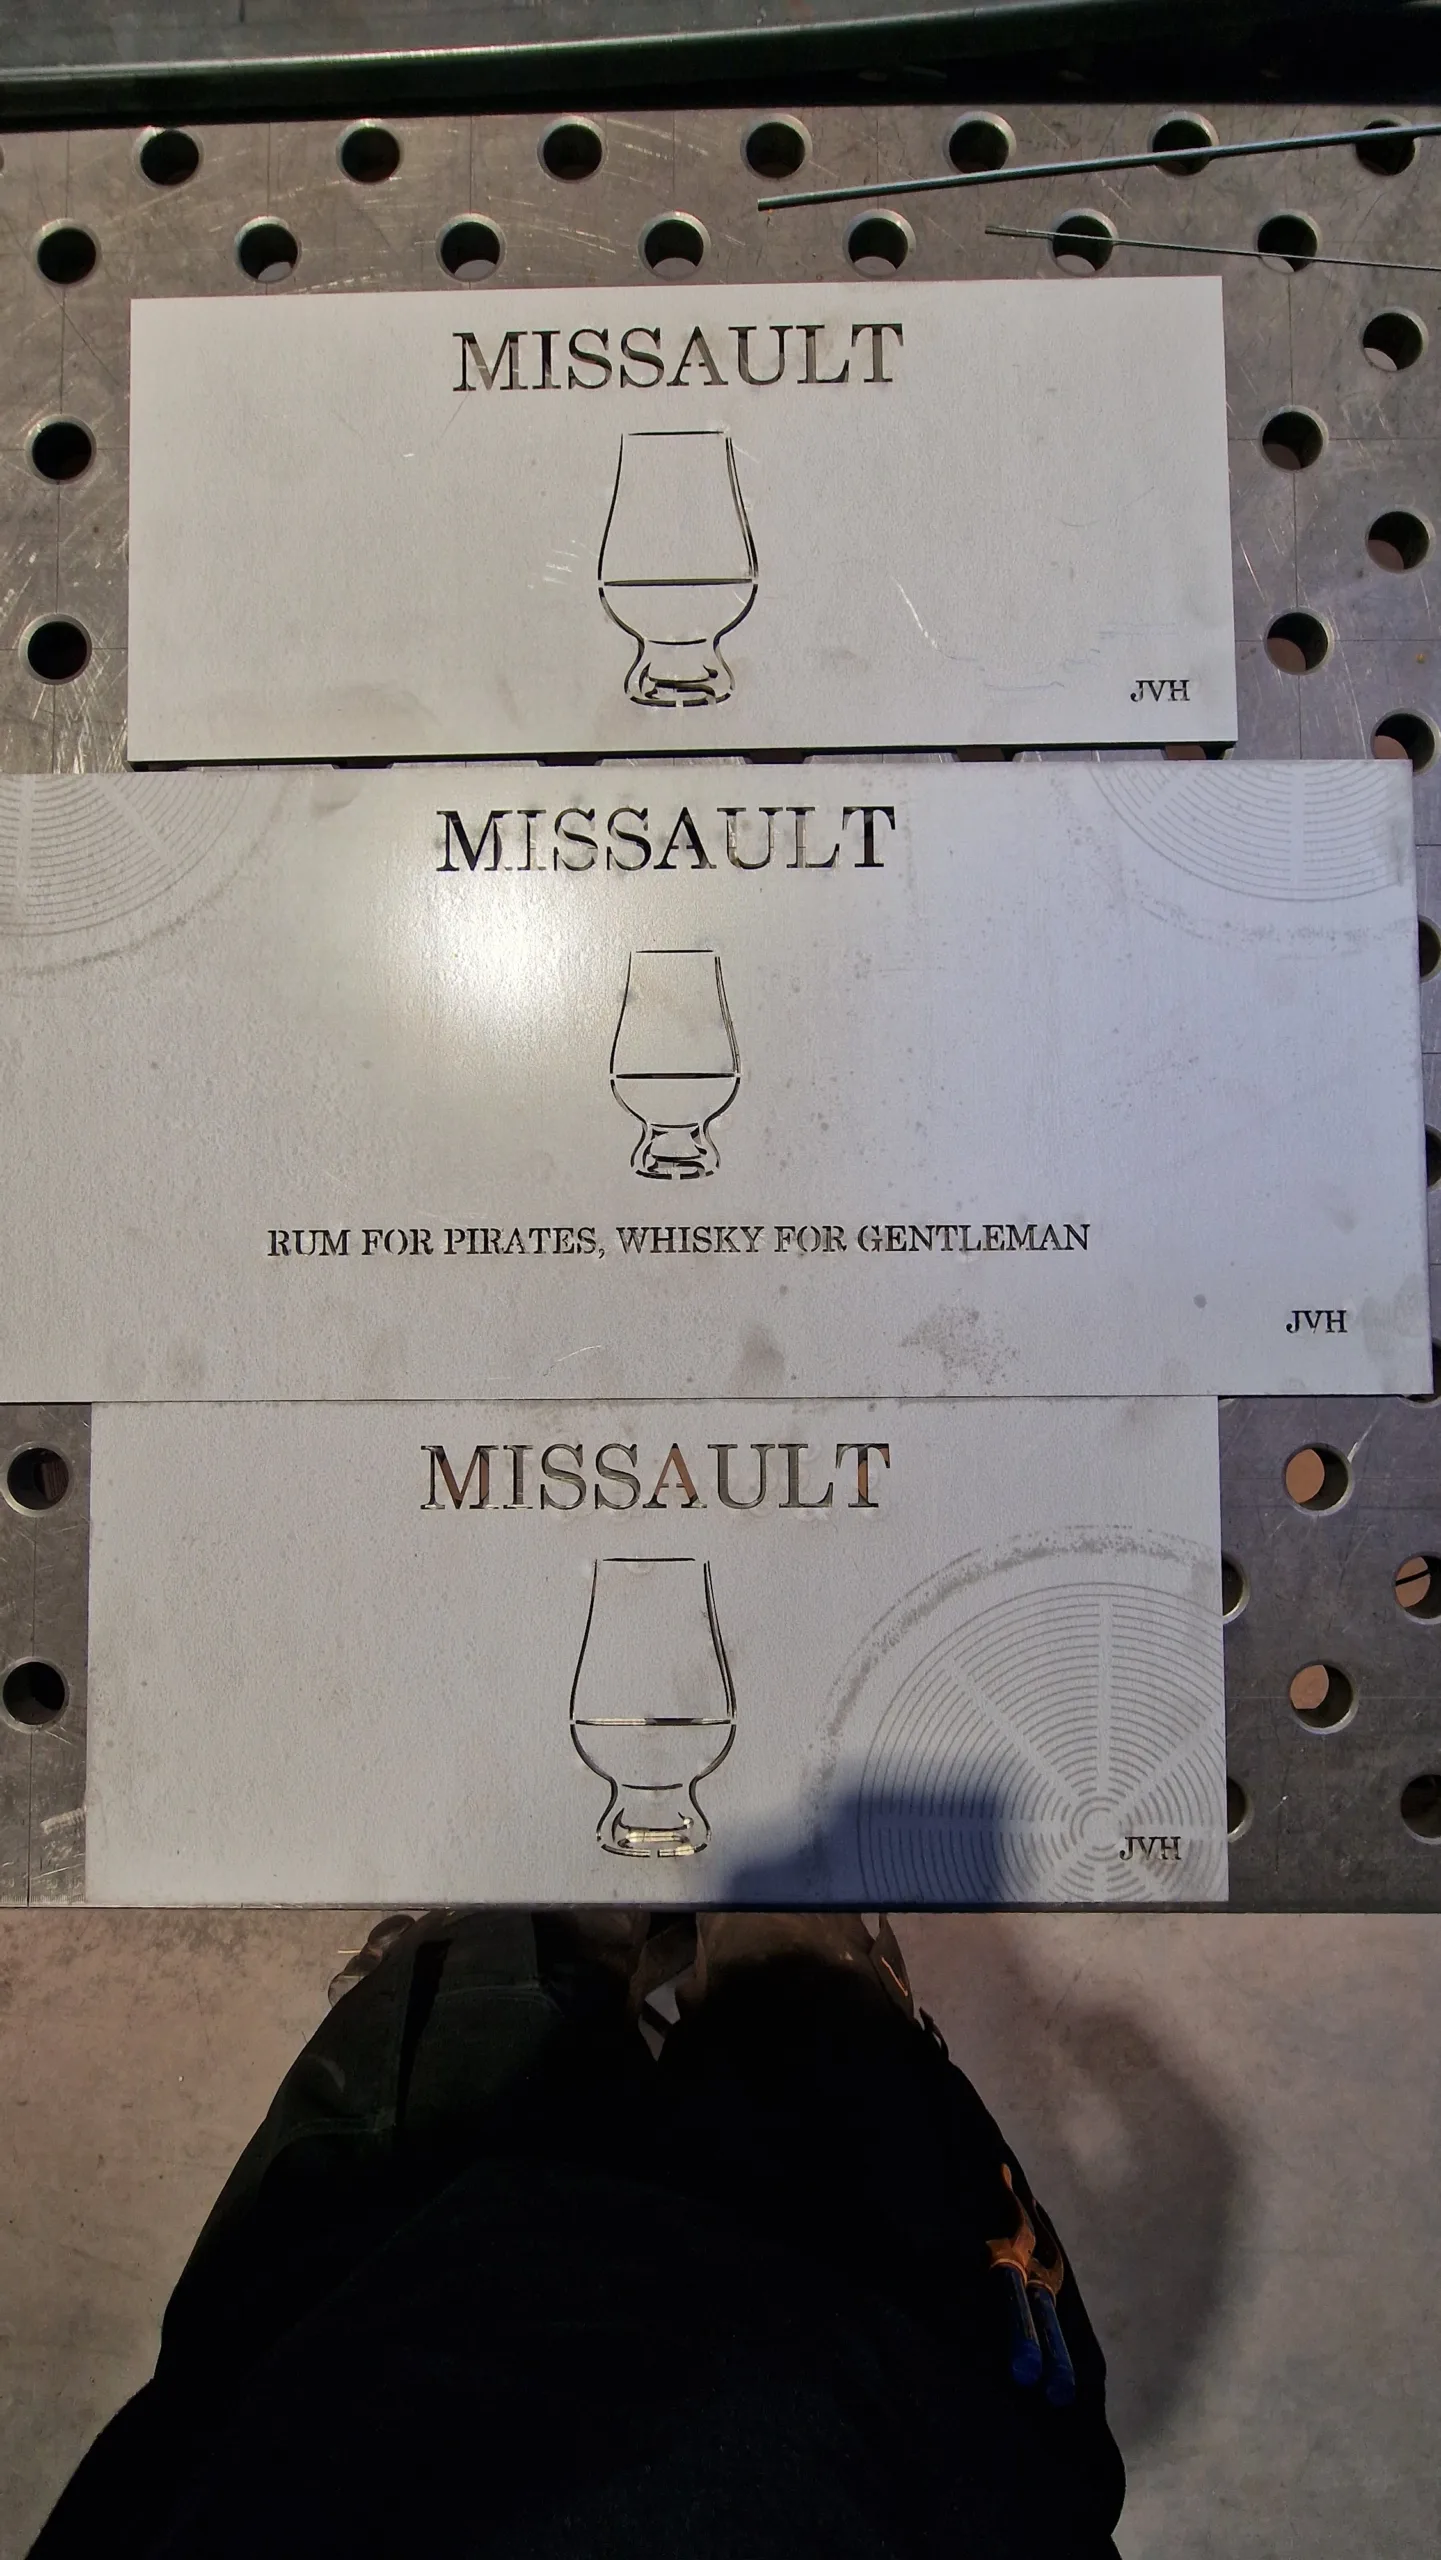 MISSAULT
JVH
MISSAULT
RUM FOR PIRATES, WHISKY FOR GENTLEMAN
JVH
MISSAULT
JVH